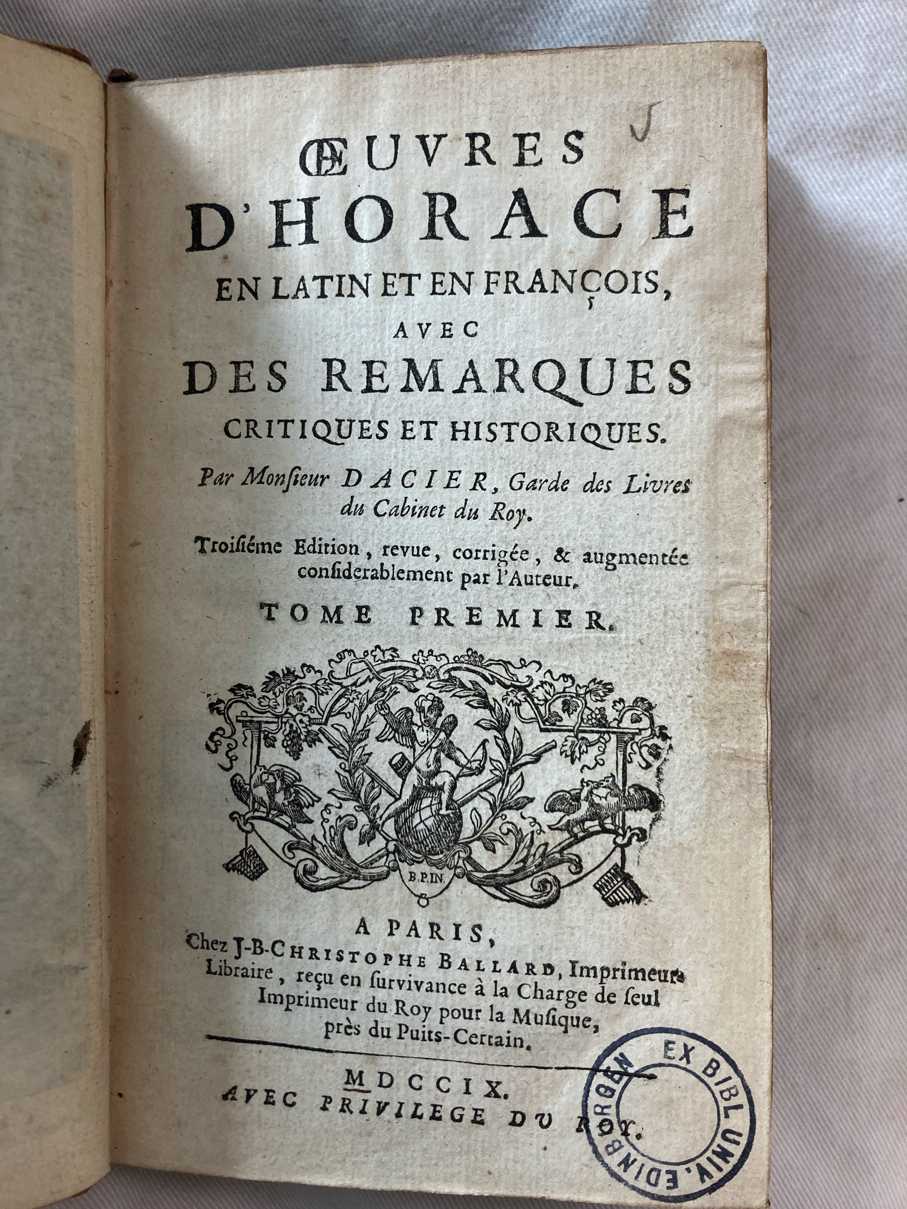 ŒUVRES
D'HORACE
EN LATIN ET EN FRANÇOIS,
AVEC
DES REMARQUES
CRITIQUES ET HISTORIQUES.
Par Monſieur DACIER, Garde des Livres
du Cabinet du Roy.
Troiſiéme Edition, revue, corrigée, & augmentée
conſiderablement par l'Auteur.
TOME PREMIER.
B.P.IN.
A PARIS,
Chez J-B-CHRISTOPHE BALLARD, Imprimeur
Libraire, reçu en ſurvivance à la Charge de ſeul
Imprimeur du Roy pour la Muſique,
près du Puits-Certain.
MDCCIX.
AVEC PRIVILEGE DU ROY.
EX BIBL. UNIV. EDINBURGEN